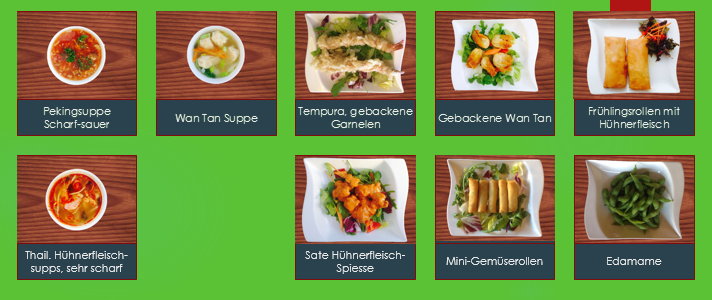 Pekingsuppe
Scharf-sauer
Wan Tan Suppe
Tempura, gebackene
Garnelen
Gebackene Wan Tan
Frühlingsrollen mit
Hühnerfleisch
Thail. Hühnerfleisch-
supps, sehr scharf
Sate Hühnerfleisch-
Spiesse
Mini-Gemüserollen
Edamame